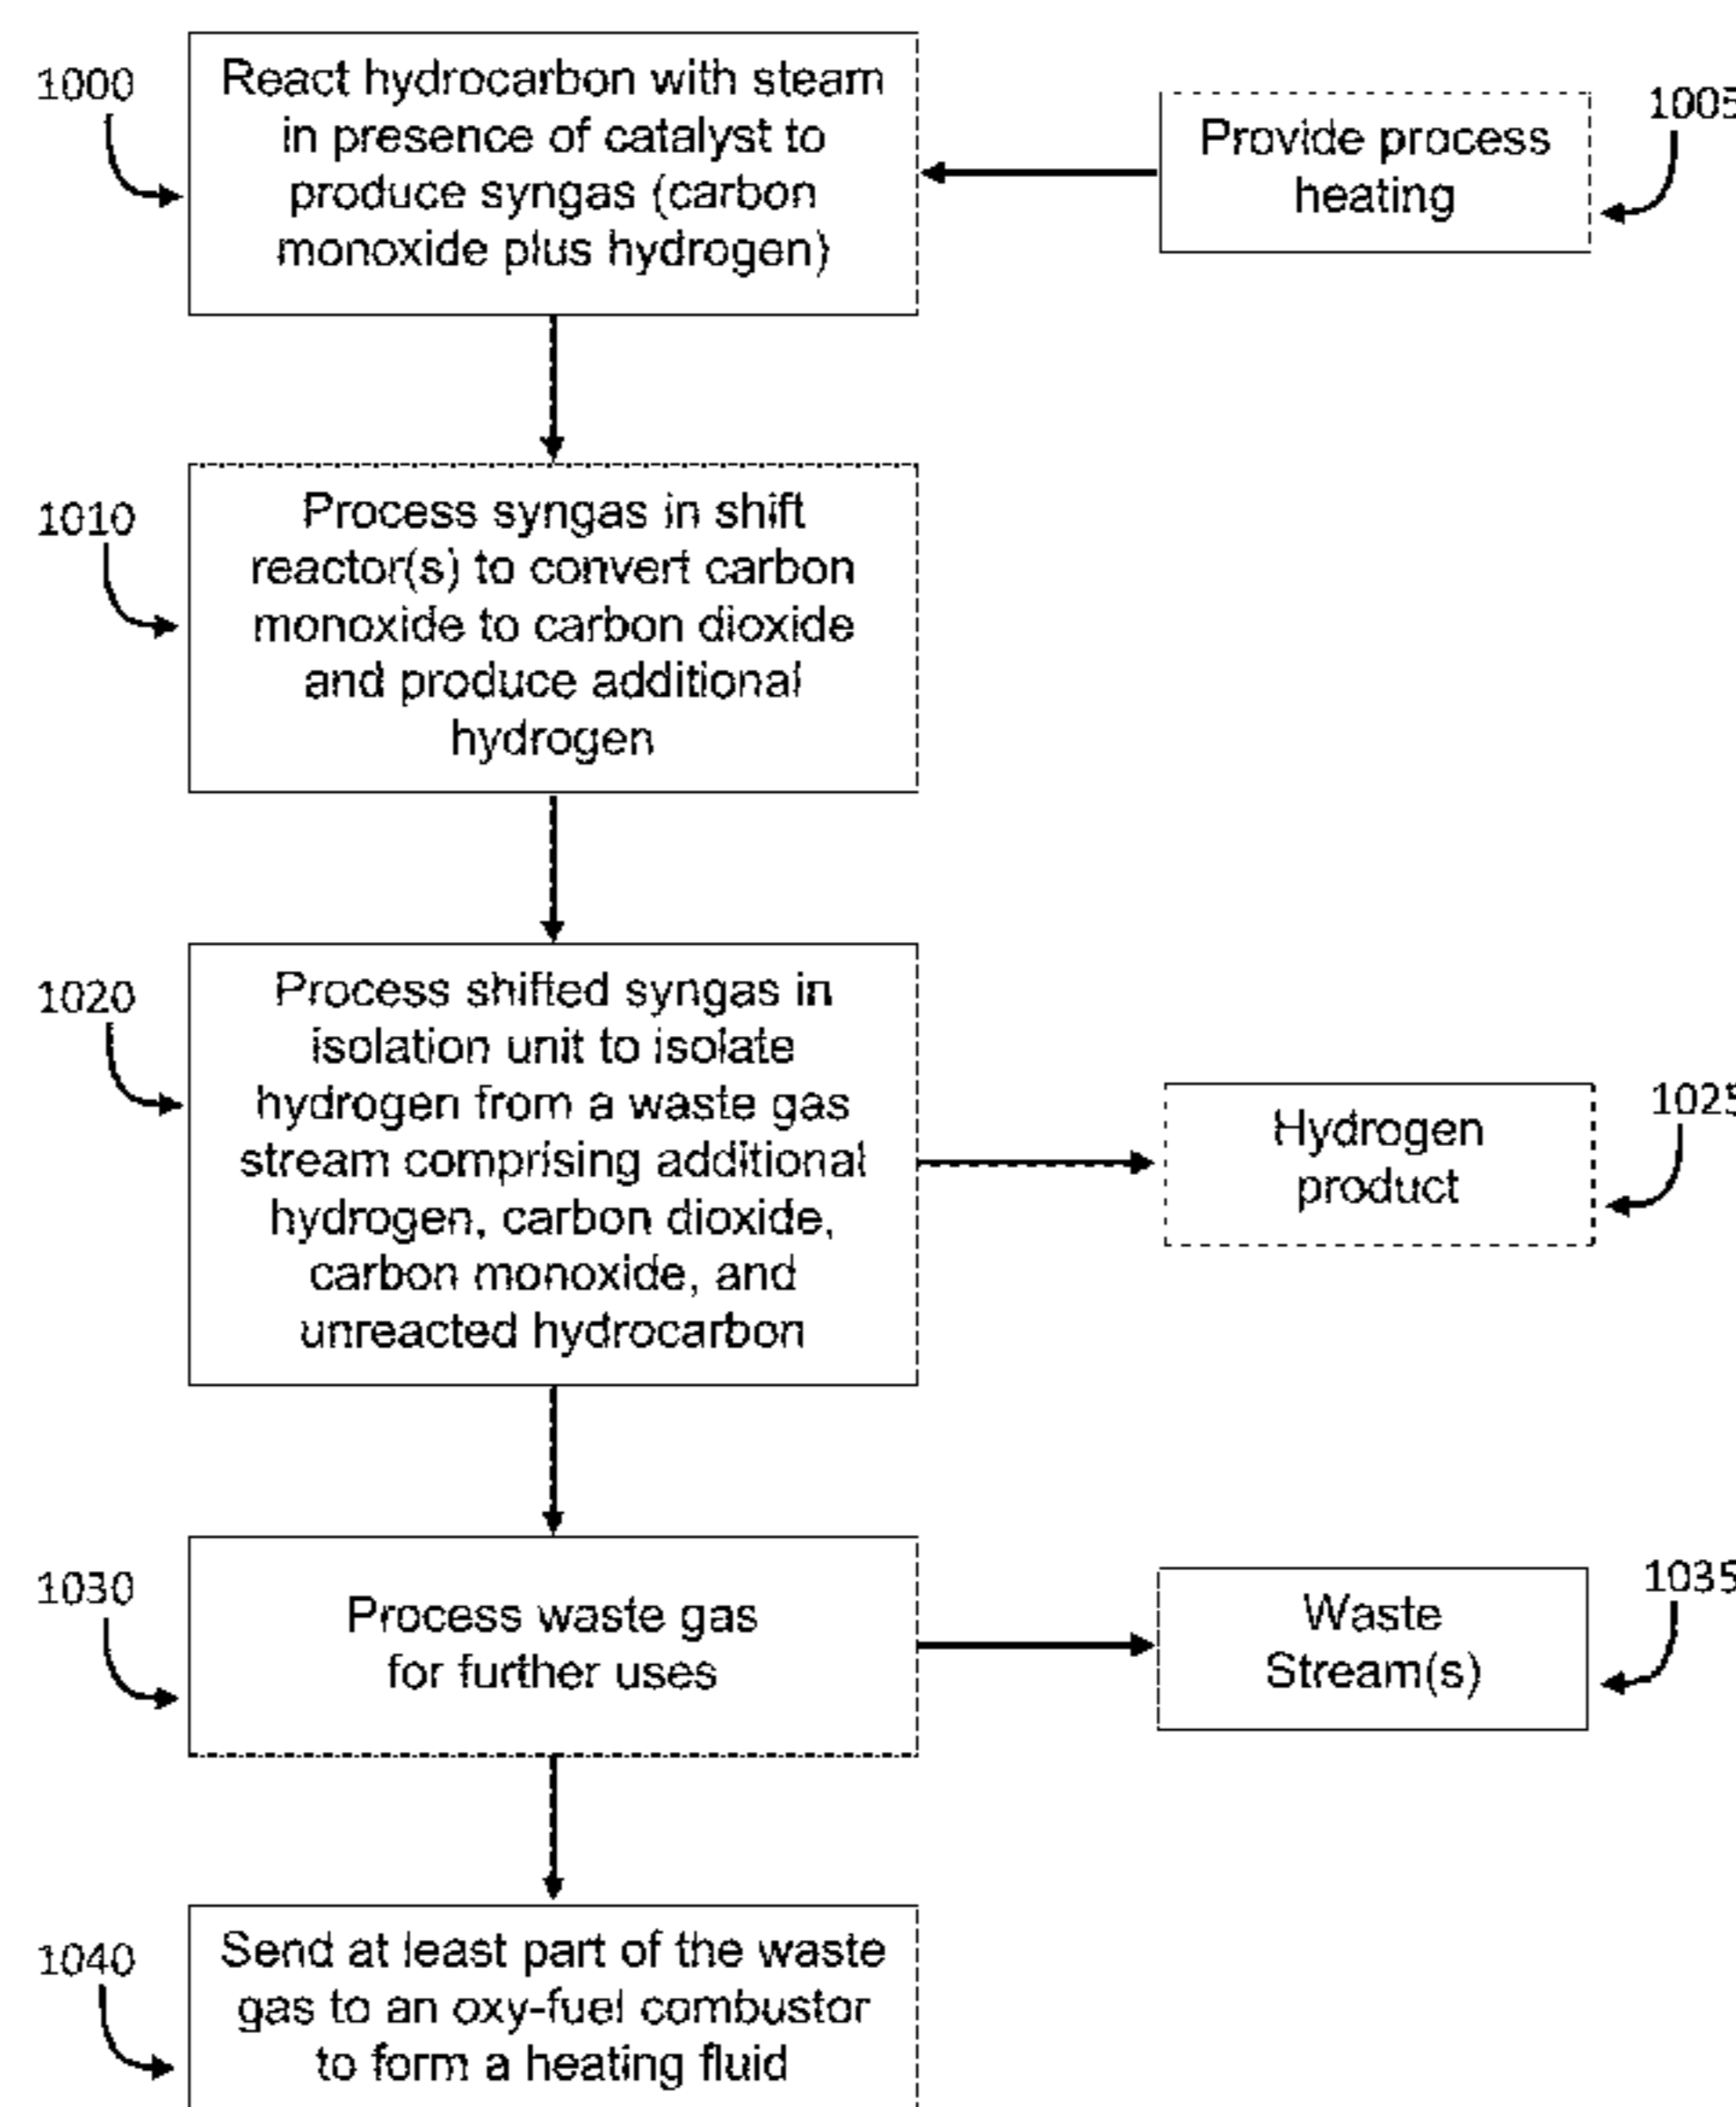 1000
React hydrocarbon with steam
in presence of catalyst to
produce syngas (carbon
monoxide plus hydrogen)
1005
Provide process
heating
1010
Process syngas in shift
reactor(s) to convert carbon
monoxide to carbon dioxide
and produce additional
hydrogen
1020
Process shifted syngas in
isolation unit to isolate
hydrogen from a waste gas
stream comprising additional
hydrogen, carbon dioxide,
carbon monoxide, and
unreacted hydrocarbon
1025
Hydrogen
product
1030
Process waste gas
for further uses
1035
Waste
Stream(s)
1040
Send at least part of the waste
gas to an oxy-fuel combustor
to form a heating fluid